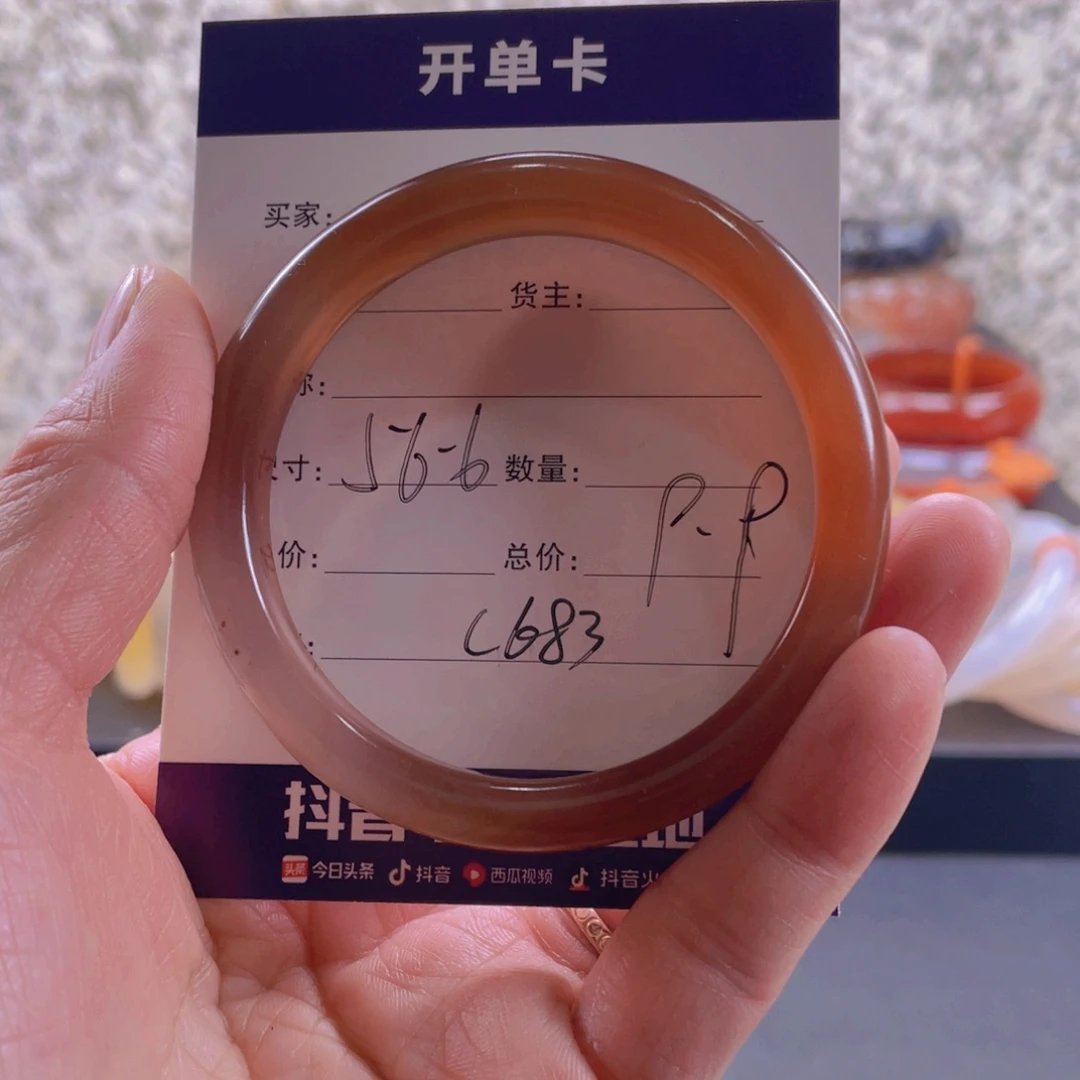 开单卡
买家:
货主:
尺寸: 56-6 数量:
价: 总价:
C683
抖音
今日头条 抖音 西瓜视频 抖音火